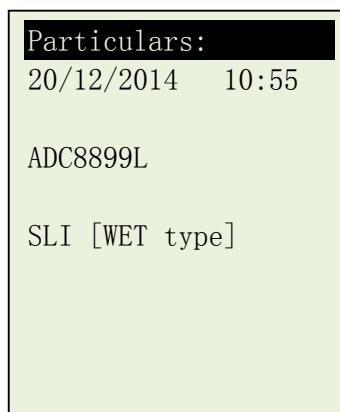 Particulars:
20/12/2014 10:55
ADC8899L
SLI [WET type]